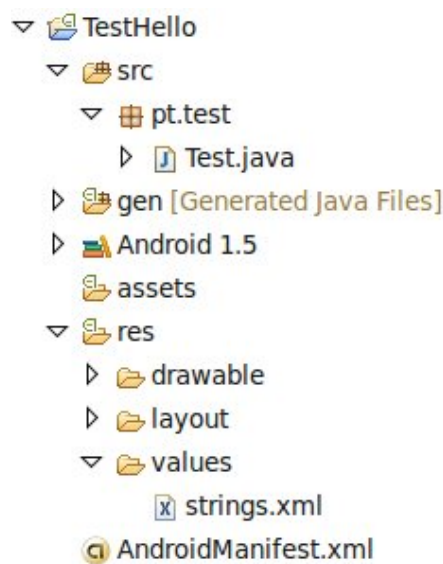 TestHello
src
pt.test
Test.java
gen [Generated Java Files]
Android 1.5
assets
res
drawable
layout
values
strings.xml
AndroidManifest.xml